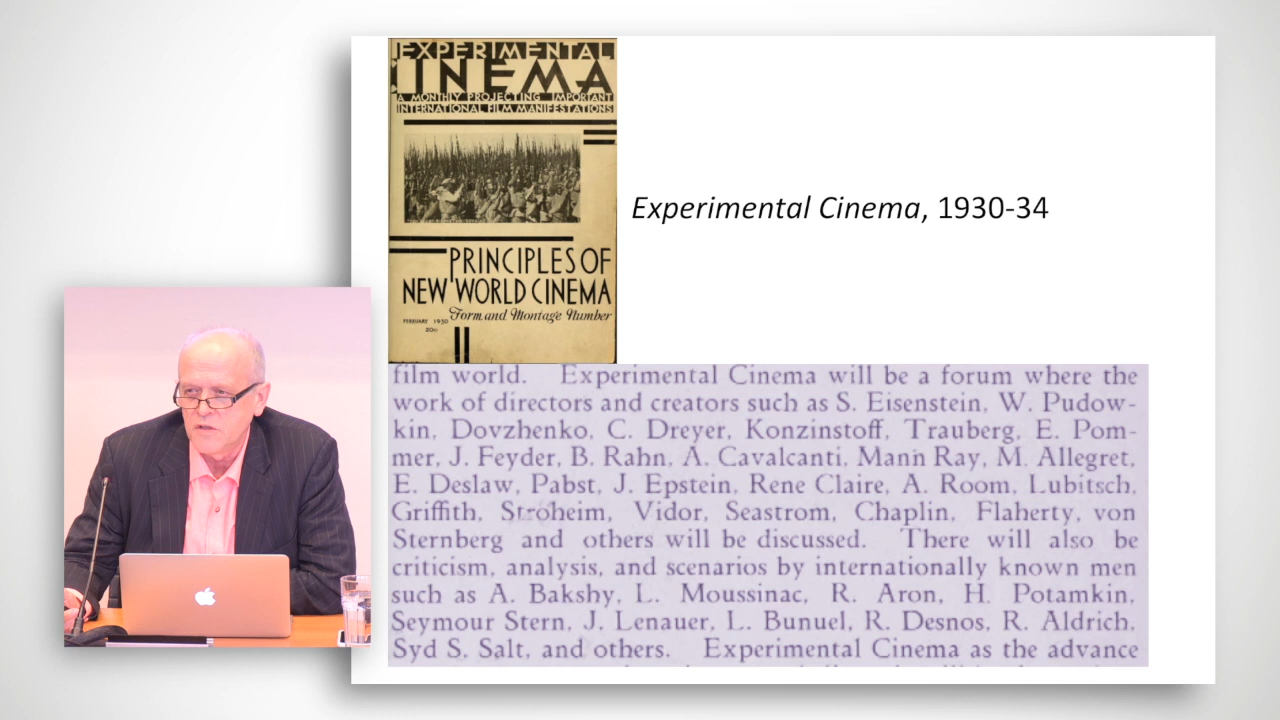 EXPERIMENTAL
CINEMA
A MONTHLY PROJECTING IMPORTANT
INTERNATIONAL FILM MANIFESTATIONS
PRINCIPLES OF
NEW WORLD CINEMA
Form and Montage Number
FEBRUARY 1930
20c
Experimental Cinema, 1930-34
film world. Experimental Cinema will be a forum where the
work of directors and creators such as S. Eisenstein, W. Pudow-
kin, Dovzhenko, C. Dreyer, Konzinstoff, Trauberg, E. Pom-
mer, J. Feyder, B. Rahn, A. Cavalcanti, Mann Ray, M. Allegret,
E. Deslaw, Pabst, J. Epstein, Rene Claire, A. Room, Lubitsch,
Griffith, Stroheim, Vidor, Seastrom, Chaplin, Flaherty, von
Sternberg and others will be discussed. There will also be
criticism, analysis, and scenarios by internationally known men
such as A. Bakshy, L. Moussinac, R. Aron, H. Potamkin,
Seymour Stern, J. Lenauer, L. Bunuel, R. Desnos, R. Aldrich,
Syd S. Salt, and others. Experimental Cinema as the advance